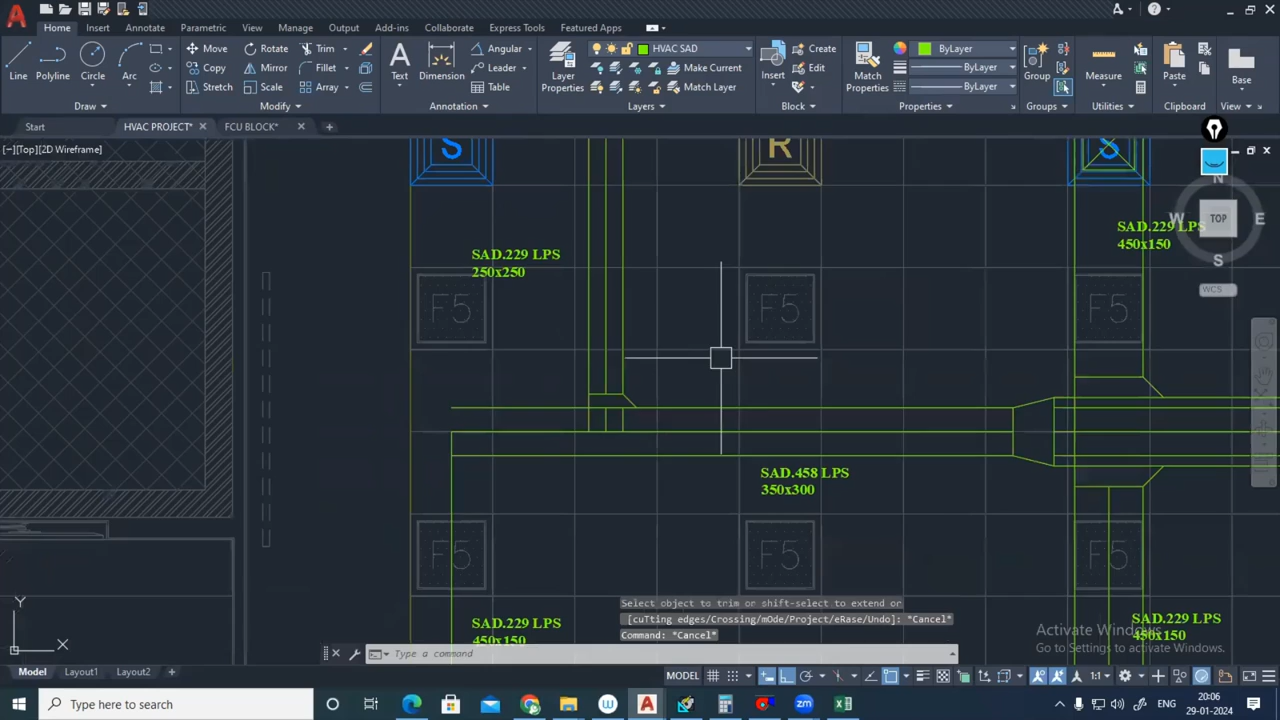 Home Insert Annotate Parametric View Manage Output Add-ins Collaborate Express Tools Featured Apps
Line
Polyline
Circle
Arc
Move
Copy
Stretch
Rotate
Mirror
Scale
Trim
Fillet
Array
Text
Dimension
Angular
Leader
Table
Layer
Properties
HVAC SAD
Make Current
Match Layer
Insert
Create
Edit
Match
Properties
ByLayer
ByLayer
ByLayer
Group
Measure
Paste
Base
Draw
Modify
Annotation
Layers
Block
Properties
Groups
Utilities
Clipboard
View
Start
HVAC PROJECT*
FCU BLOCK*
[−][Top][2D Wireframe]
S
R
S
N
W
TOP
E
S
WCS
SAD.229 LPS
250x250
SAD.229 LPS
450x150
F5
F5
F5
SAD.458 LPS
350x300
F5
F5
F5
SAD.229 LPS
450x150
SAD.229 LPS
450x150
Select object to trim or shift-select to extend or
[cuTting edges/Crossing/mOde/Project/eRase/Undo]: *Cancel*
Command: *Cancel*
Type a command
Activate Windows
Go to Settings to activate Windows.
Y
X
Model
Layout1
Layout2
MODEL
1:1
Type here to search
ENG
20:06
29-01-2024